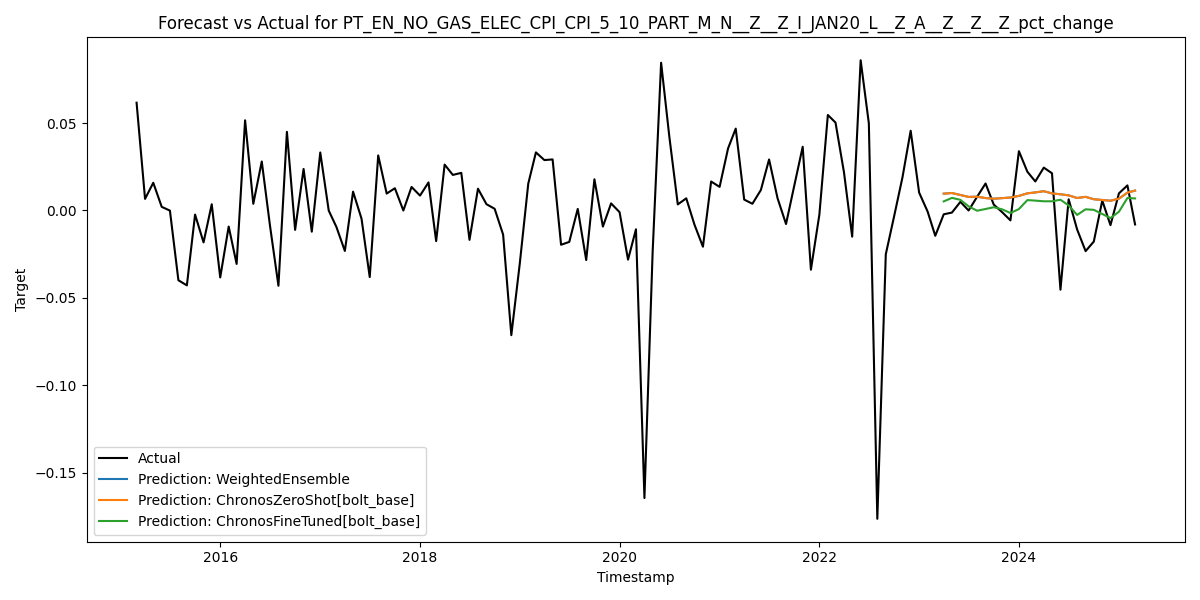 Forecast vs Actual for PT_EN_NO_GAS_ELEC_CPI_CPI_5_10_PART_M_N__Z__Z_I_JAN20_L__Z_A__Z__Z__Z_pct_change
Target
0.05
0.00
−0.05
−0.10
−0.15
Actual
Prediction: WeightedEnsemble
Prediction: ChronosZeroShot[bolt_base]
Prediction: ChronosFineTuned[bolt_base]
2016
2018
2020
2022
2024
Timestamp